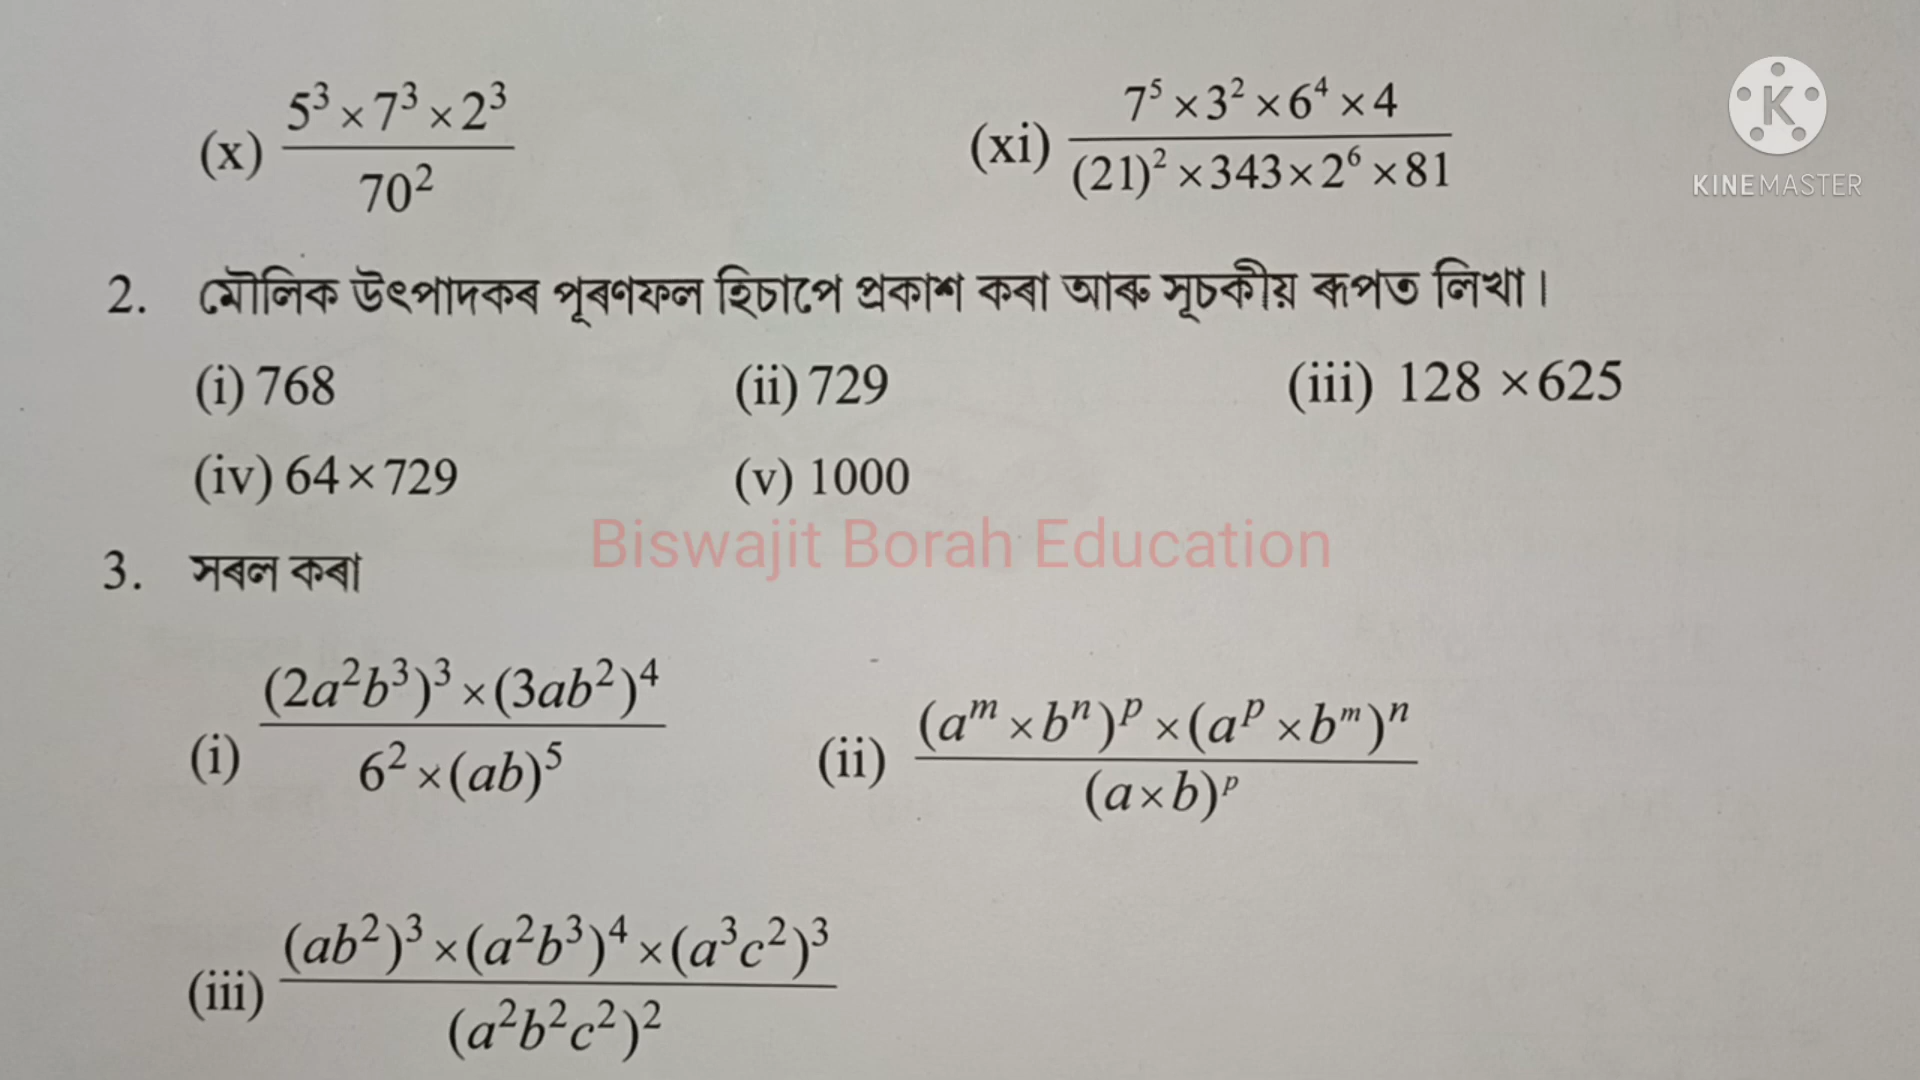 (x) 5³ × 7³ × 2³ / 70²
(xi) 7⁵ × 3² × 6⁴ × 4 / (21)² × 343 × 2⁶ × 81
KINEMASTER
2. মৌলিক উৎপাদকৰ পূৰণফল হিচাপে প্ৰকাশ কৰা আৰু সূচকীয় ৰূপত লিখা।
(i) 768 (ii) 729 (iii) 128 × 625
(iv) 64 × 729 (v) 1000
Biswajit Borah Education
3. সৰল কৰা
(i) (2a²b³)³ × (3ab²)⁴ / 6² × (ab)⁵
(ii) (aᵐ × bⁿ)ᵖ × (aᵖ × bᵐ)ⁿ / (a × b)ᵖ
(iii) (ab²)³ × (a²b³)⁴ × (a³c²)³ / (a²b²c²)²